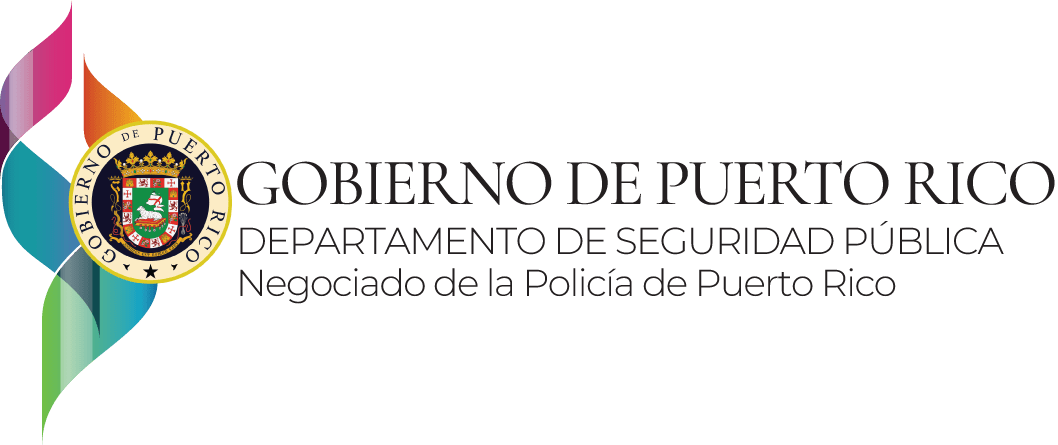 GOBIERNO DE PUERTO RICO
GOBIERNO DE PUERTO RICO
DEPARTAMENTO DE SEGURIDAD PÚBLICA
Negociado de la Policía de Puerto Rico